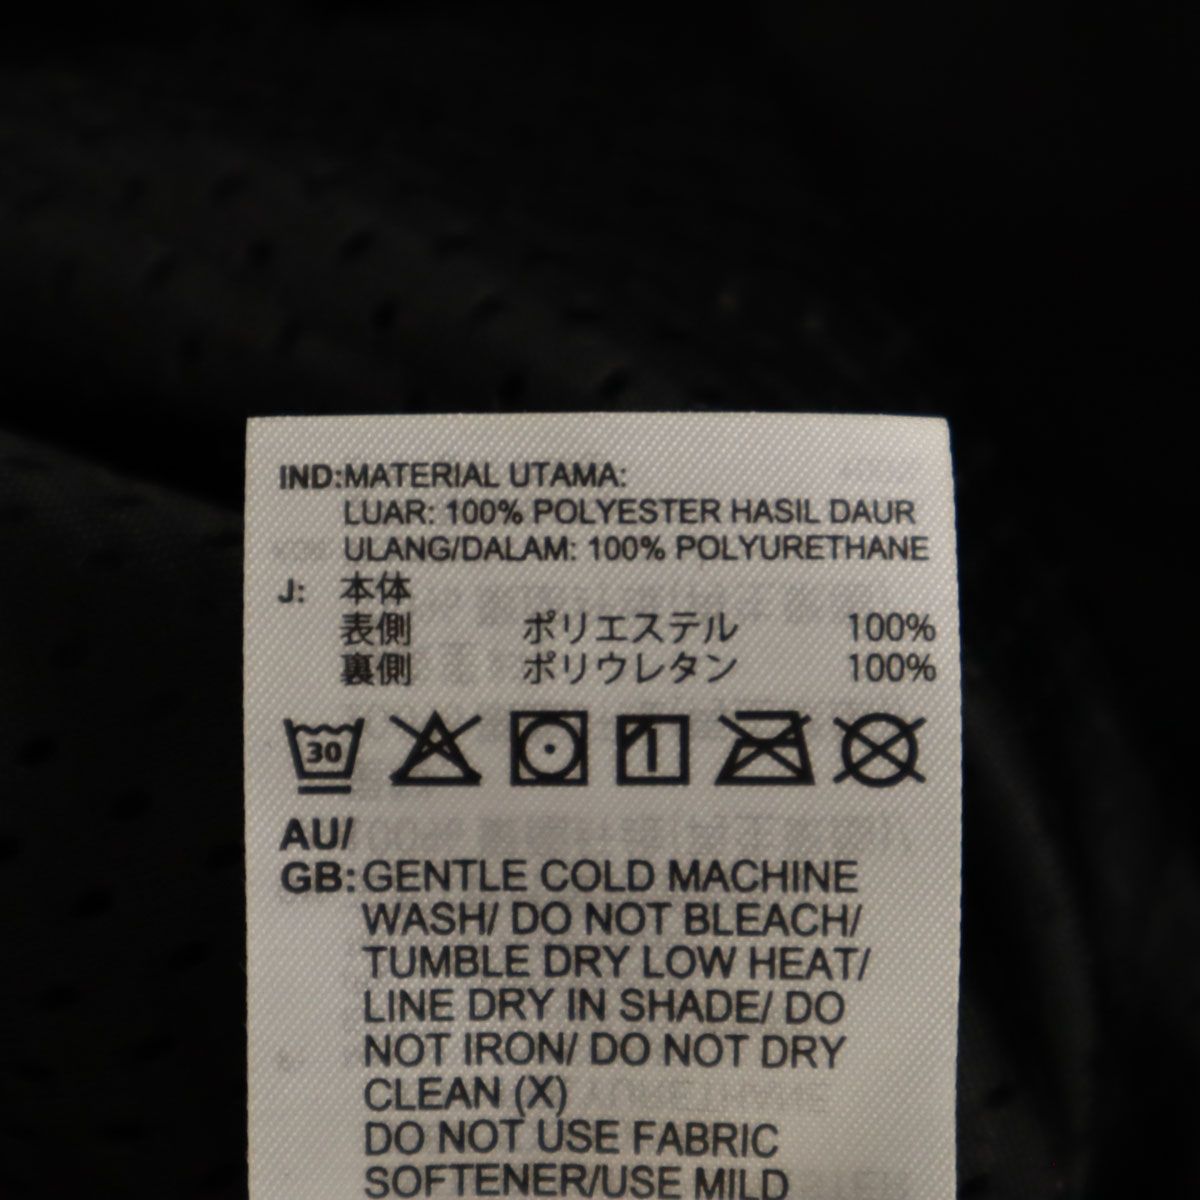 IND:MATERIAL UTAMA:
LUAR: 100% POLYESTER HASIL DAUR
ULANG/DALAM: 100% POLYURETHANE
J: 本体
表側 ポリエステル 100%
裏側 ポリウレタン 100%
30 1
AU/
GB:GENTLE COLD MACHINE
WASH/ DO NOT BLEACH/
TUMBLE DRY LOW HEAT/
LINE DRY IN SHADE/ DO
NOT IRON/ DO NOT DRY
CLEAN (X)
DO NOT USE FABRIC
SOFTENER/USE MILD